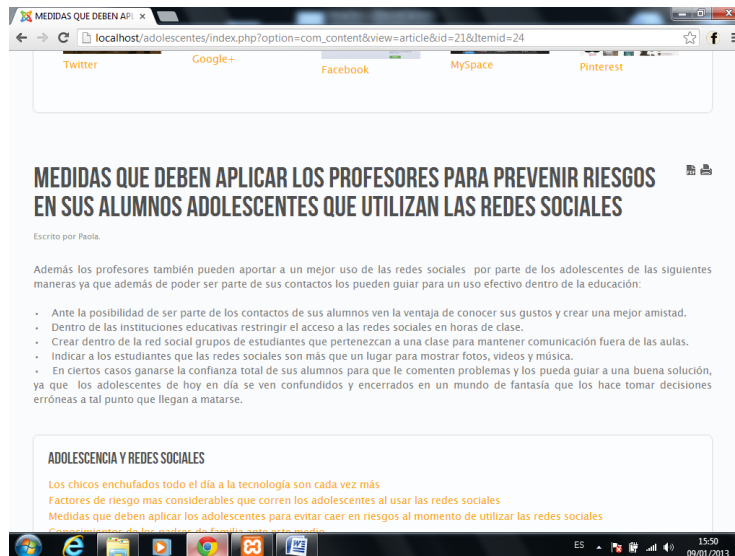 MEDIDAS QUE DEBEN APL
localhost/adolescentes/index.php?option=com_content&view=article&id=21&Itemid=24
Twitter
Google+
Facebook
MySpace
Pinterest
MEDIDAS QUE DEBEN APLICAR LOS PROFESORES PARA PREVENIR RIESGOS
EN SUS ALUMNOS ADOLESCENTES QUE UTILIZAN LAS REDES SOCIALES
Escrito por Paola.
Además los profesores también pueden aportar a un mejor uso de las redes sociales por parte de los adolescentes de las siguientes
maneras ya que además de poder ser parte de sus contactos los pueden guiar para un uso efectivo dentro de la educación:
• Ante la posibilidad de ser parte de los contactos de sus alumnos ven la ventaja de conocer sus gustos y crear una mejor amistad.
• Dentro de las instituciones educativas restringir el acceso a las redes sociales en horas de clase.
• Crear dentro de la red social grupos de estudiantes que pertenezcan a una clase para mantener comunicación fuera de las aulas.
• Indicar a los estudiantes que las redes sociales son más que un lugar para mostrar fotos, videos y música.
• En ciertos casos ganarse la confianza total de sus alumnos para que le comenten problemas y los pueda guiar a una buena solución,
ya que los adolescentes de hoy en día se ven confundidos y encerrados en un mundo de fantasía que los hace tomar decisiones
erróneas a tal punto que llegan a matarse.
ADOLESCENCIA Y REDES SOCIALES
Los chicos enchufados todo el día a la tecnología son cada vez más
Factores de riesgo mas considerables que corren los adolescentes al usar las redes sociales
Medidas que deben aplicar los adolescentes para evitar caer en riesgos al momento de utilizar las redes sociales
Conocimientos de los padres de familia ante este medio
ES
15:50
09/01/2013